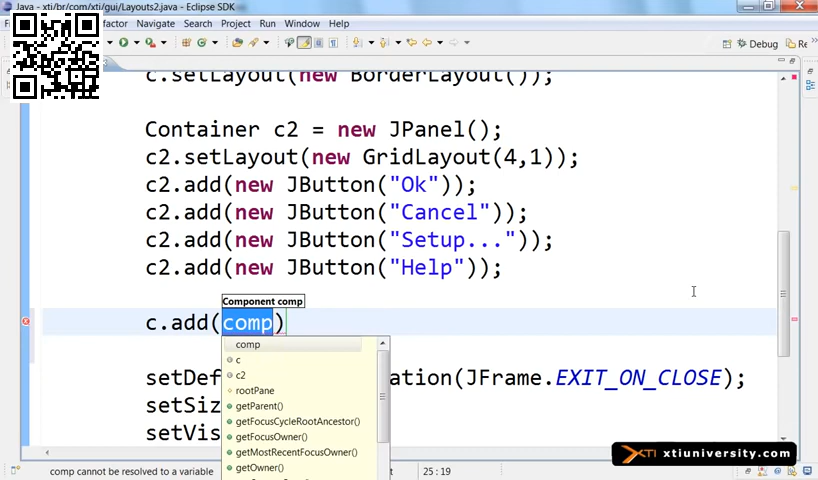 Java - xti/br/com/xti/gui/Layouts2.java - Eclipse SDK
factor Navigate Search Project Run Window Help
Debug Re
c.setLayout(new BorderLayout());
Container c2 = new JPanel();
c2.setLayout(new GridLayout(4,1));
c2.add(new JButton("Ok"));
c2.add(new JButton("Cancel"));
c2.add(new JButton("Setup..."));
c2.add(new JButton("Help"));
Component comp
c.add(comp)
comp
c
c2
setDef ation(JFrame.EXIT_ON_CLOSE);
rootPane
getParent()
setSiz
getFocusCycleRootAncestor()
setVis
getFocusOwner()
getMostRecentFocusOwner()
getOwner()
XTI xtiuniversity.com
comp cannot be resolved to a variable
25 : 19